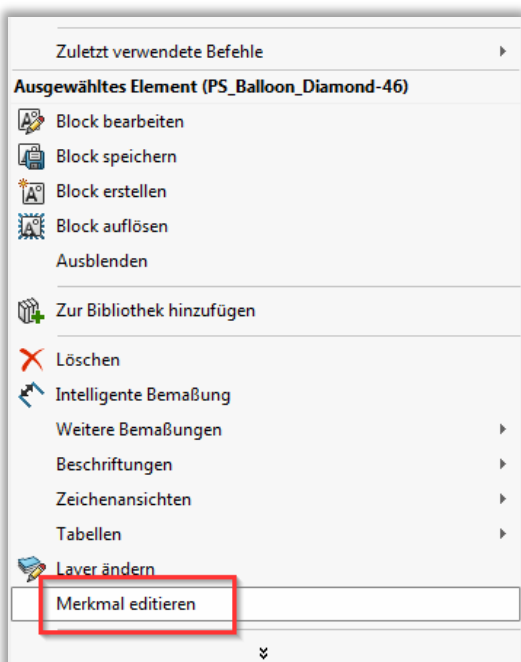 Zuletzt verwendete Befehle
Ausgewähltes Element (PS_Balloon_Diamond-46)
Block bearbeiten
Block speichern
Block erstellen
Block auflösen
Ausblenden
Zur Bibliothek hinzufügen
Löschen
Intelligente Bemaßung
Weitere Bemaßungen
Beschriftungen
Zeichenansichten
Tabellen
Layer ändern
Merkmal editieren